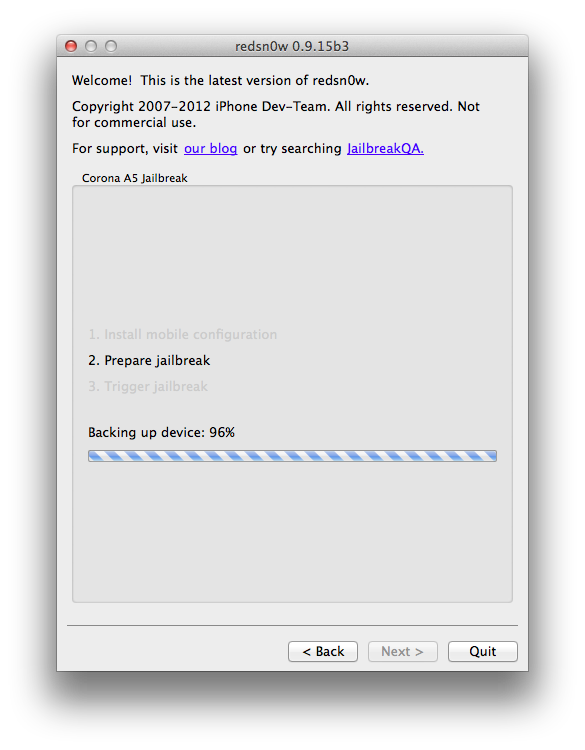 redsn0w 0.9.15b3
Welcome!  This is the latest version of redsn0w.
Copyright 2007-2012 iPhone Dev-Team. All rights reserved. Not
for commercial use.
For support, visit our blog or try searching JailbreakQA.
Corona A5 Jailbreak
1. Install mobile configuration
2. Prepare jailbreak
3. Trigger jailbreak
Backing up device: 96%
< Back Next > Quit